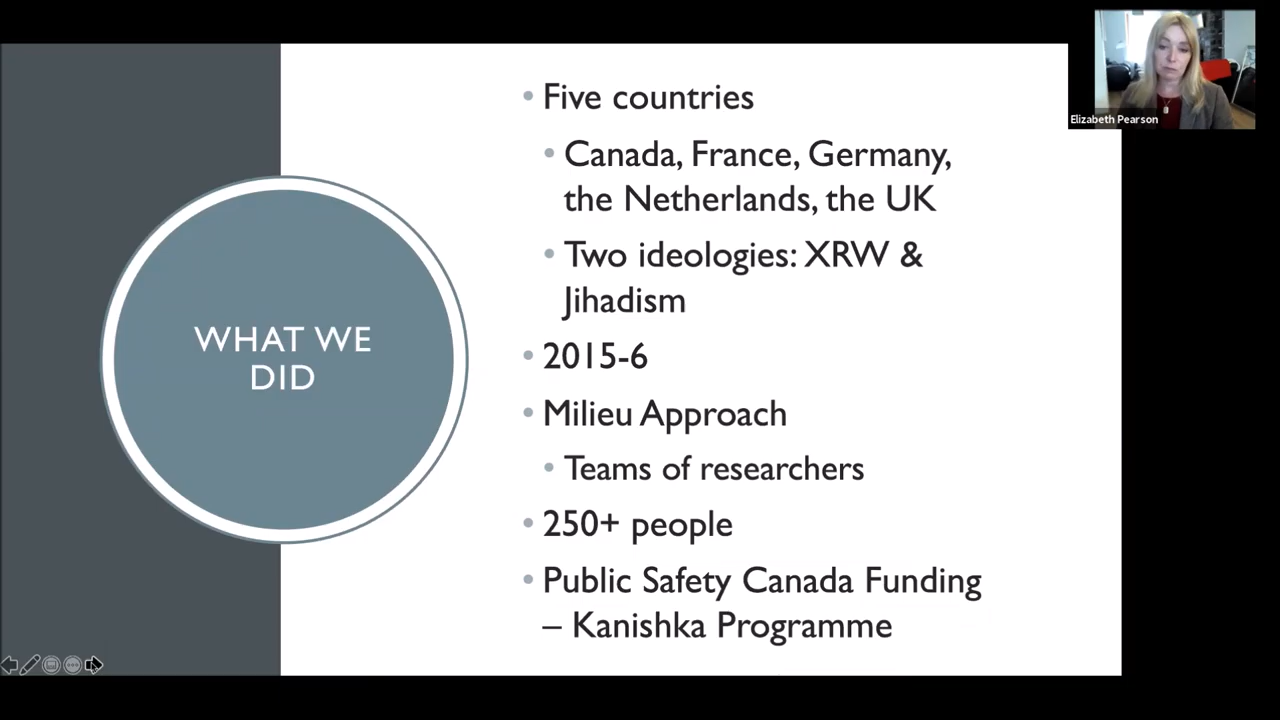 WHAT WE
DID
• Five countries
• Canada, France, Germany,
the Netherlands, the UK
• Two ideologies: XRW &
Jihadism
• 2015-6
• Milieu Approach
• Teams of researchers
• 250+ people
• Public Safety Canada Funding
– Kanishka Programme
Elizabeth Pearson